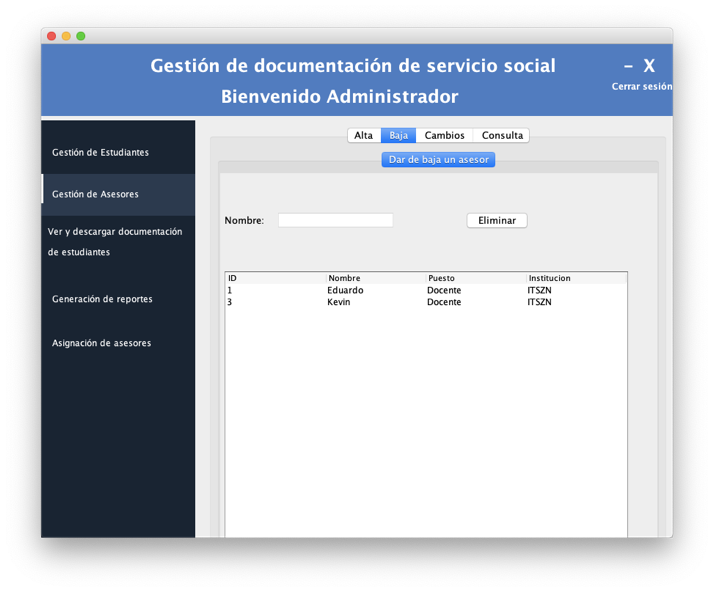 Gestión de documentación de servicio social
– X
Bienvenido Administrador
Cerrar sesión
Gestión de Estudiantes
Gestión de Asesores
Ver y descargar documentación
de estudiantes
Generación de reportes
Asignación de asesores
Alta Baja Cambios Consulta
Dar de baja un asesor
Nombre: Eliminar
ID Nombre Puesto Institucion
1 Eduardo Docente ITSZN
3 Kevin Docente ITSZN